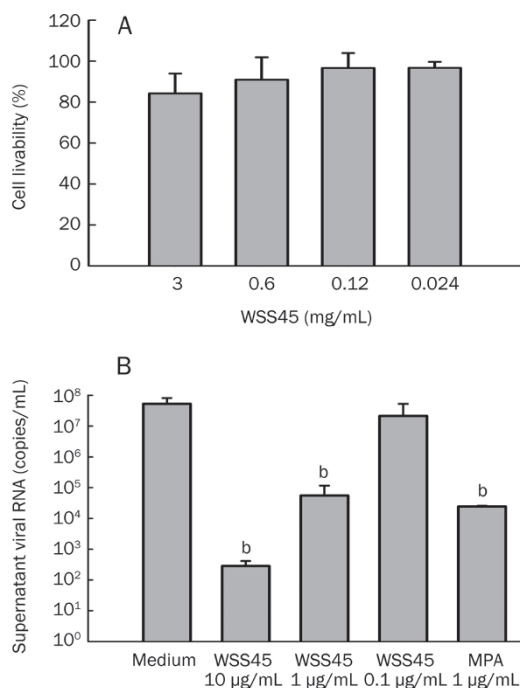 A
Cell livability (%)
120
100
80
60
40
20
0
3 0.6 0.12 0.024
WSS45 (mg/mL)
B
Supernatant viral RNA (copies/mL)
10⁸
10⁷
10⁶
10⁵
10⁴
10³
10²
10¹
10⁰
b b b
Medium WSS45 WSS45 WSS45 MPA
10 µg/mL 1 µg/mL 0.1 µg/mL 1 µg/mL